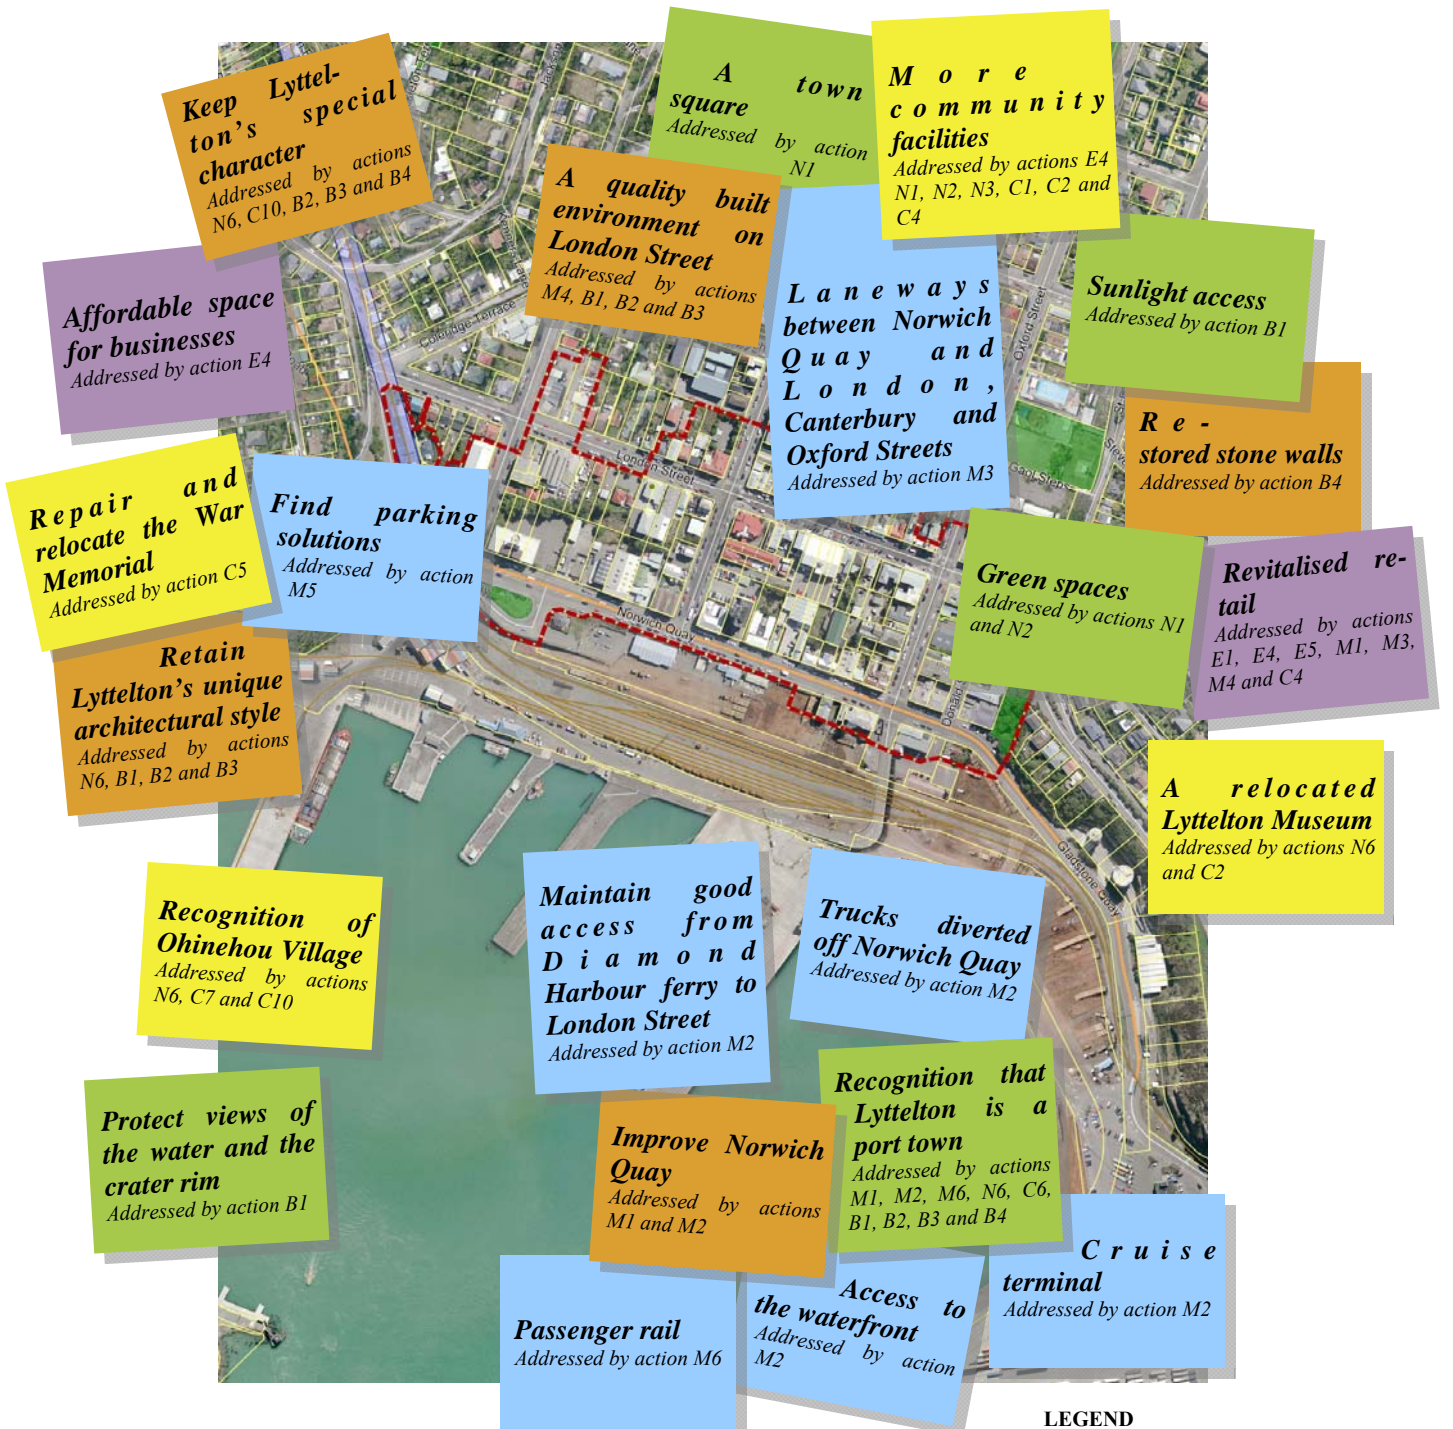 Keep Lyttel-
ton's special
character
Addressed by actions
N6, C10, B2, B3 and B4
A town
square
Addressed by action
N1
More
community
facilities
Addressed by actions E4
N1, N2, N3, C1, C2 and
C4
A quality built
environment on
London Street
Addressed by actions
M4, B1, B2 and B3
Affordable space
for businesses
Addressed by action E4
Laneways
between Norwich
Quay and
London,
Canterbury and
Oxford Streets
Addressed by action M3
Sunlight access
Addressed by action B1
Re-
stored stone walls
Addressed by action B4
Repair and
relocate the War
Memorial
Addressed by action C5
Find parking
solutions
Addressed by action
M5
Green spaces
Addressed by actions N1
and N2
Revitalised re-
tail
Addressed by actions
E1, E4, E5, M1, M3,
M4 and C4
Retain
Lyttelton's unique
architectural style
Addressed by actions
N6, B1, B2 and B3
A relocated
Lyttelton Museum
Addressed by actions N6
and C2
Recognition of
Ohinehou Village
Addressed by actions
N6, C7 and C10
Maintain good
access from
Diamond
Harbour ferry to
London Street
Addressed by action M2
Trucks diverted
off Norwich Quay
Addressed by action M2
Protect views of
the water and the
crater rim
Addressed by action B1
Improve Norwich
Quay
Addressed by actions
M1 and M2
Recognition that
Lyttelton is a
port town
Addressed by actions
M1, M2, M6, N6, C6,
B1, B2, B3 and B4
Passenger rail
Addressed by action M6
Access to
the waterfront
Addressed by action
M2
Cruise
terminal
Addressed by action M2
Coleridge Terrace
Oxford Street
London Street
Gaol Steps
Norwich Quay
Donald
Gladstone Quay
LEGEND